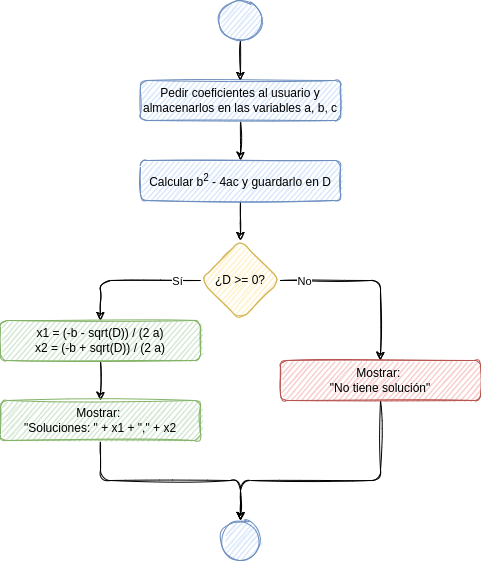 Pedir coeficientes al usuario y
almacenarlos en las variables a, b, c
Calcular b² - 4ac y guardarlo en D
¿D >= 0?
Sí
No
x1 = (-b - sqrt(D)) / (2 a)
x2 = (-b + sqrt(D)) / (2 a)
Mostrar:
"No tiene solución"
Mostrar:
"Soluciones: " + x1 + "," + x2